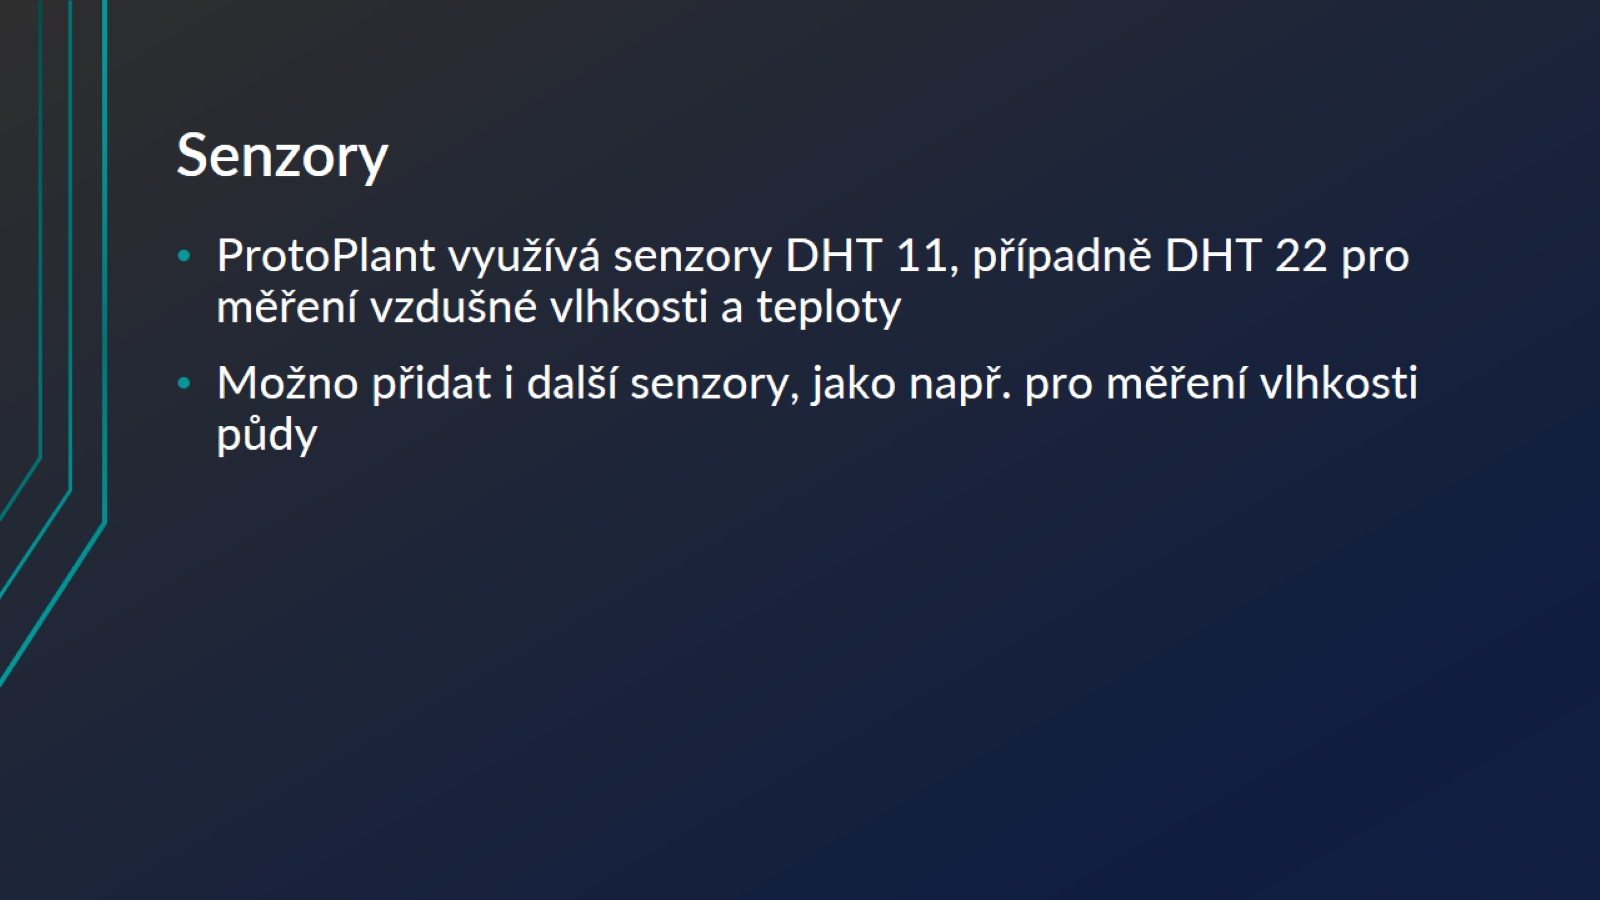 Senzory
• ProtoPlant využívá senzory DHT 11, případně DHT 22 pro
měření vzdušné vlhkosti a teploty
• Možno přidat i další senzory, jako např. pro měření vlhkosti
půdy